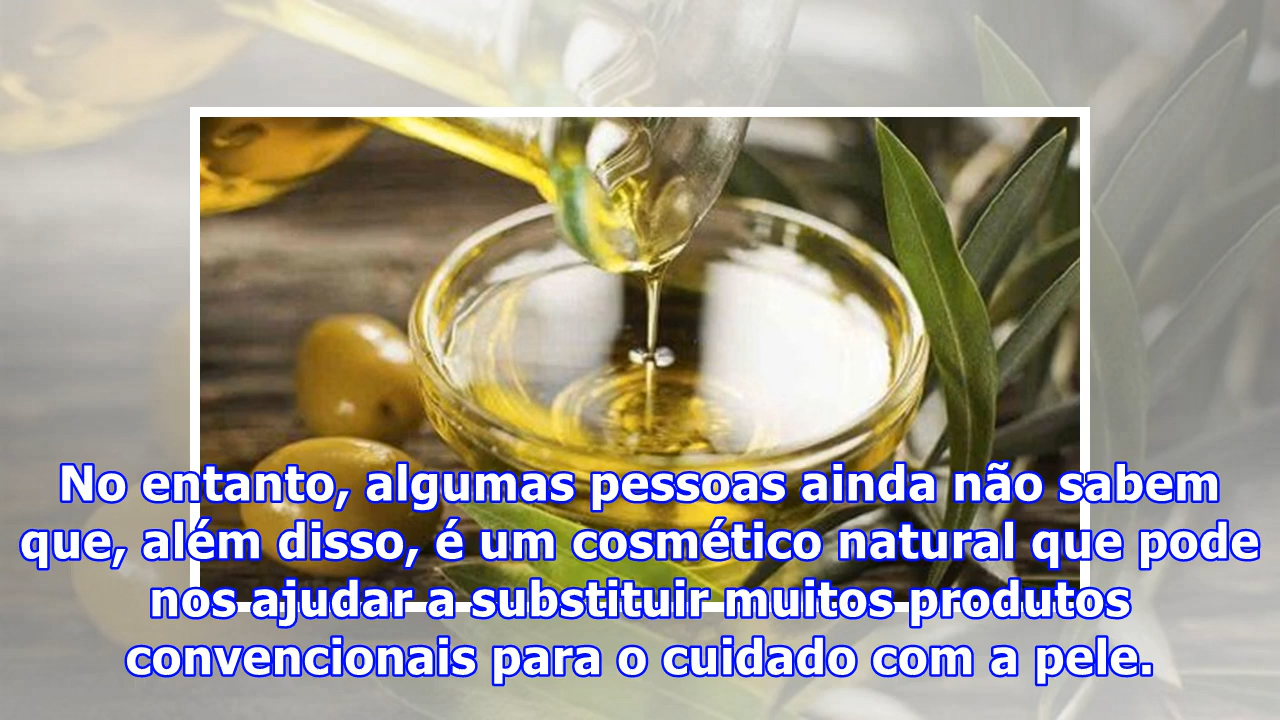 No entanto, algumas pessoas ainda não sabem
que, além disso, é um cosmético natural que pode
nos ajudar a substituir muitos produtos
convencionais para o cuidado com a pele.